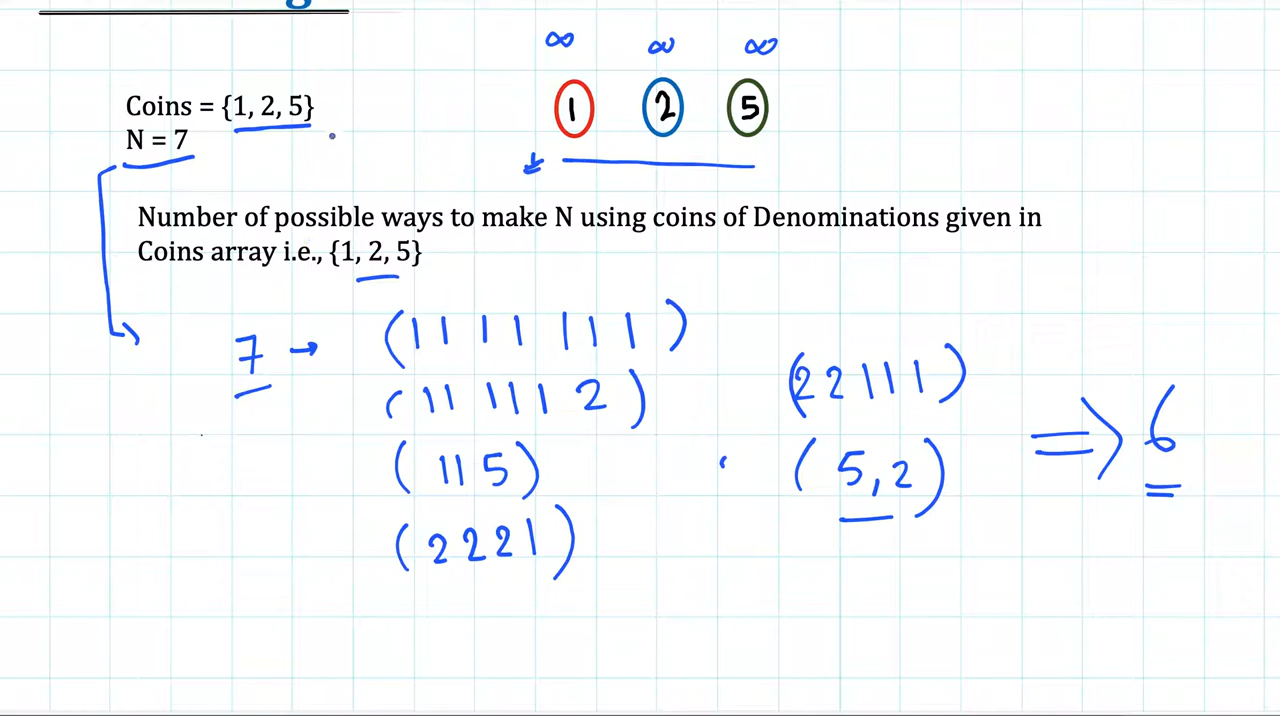 ∞ ∞ ∞
1 2 5
Coins = {1, 2, 5}
N = 7
Number of possible ways to make N using coins of Denominations given in
Coins array i.e., {1, 2, 5}
7 → (1 1 1 1 1 1 1)
(1 1 1 1 1 2)
(1 1 5)
(2 2 2 1)
(2 2 1 1 1)
(5, 2)
⇒ 6